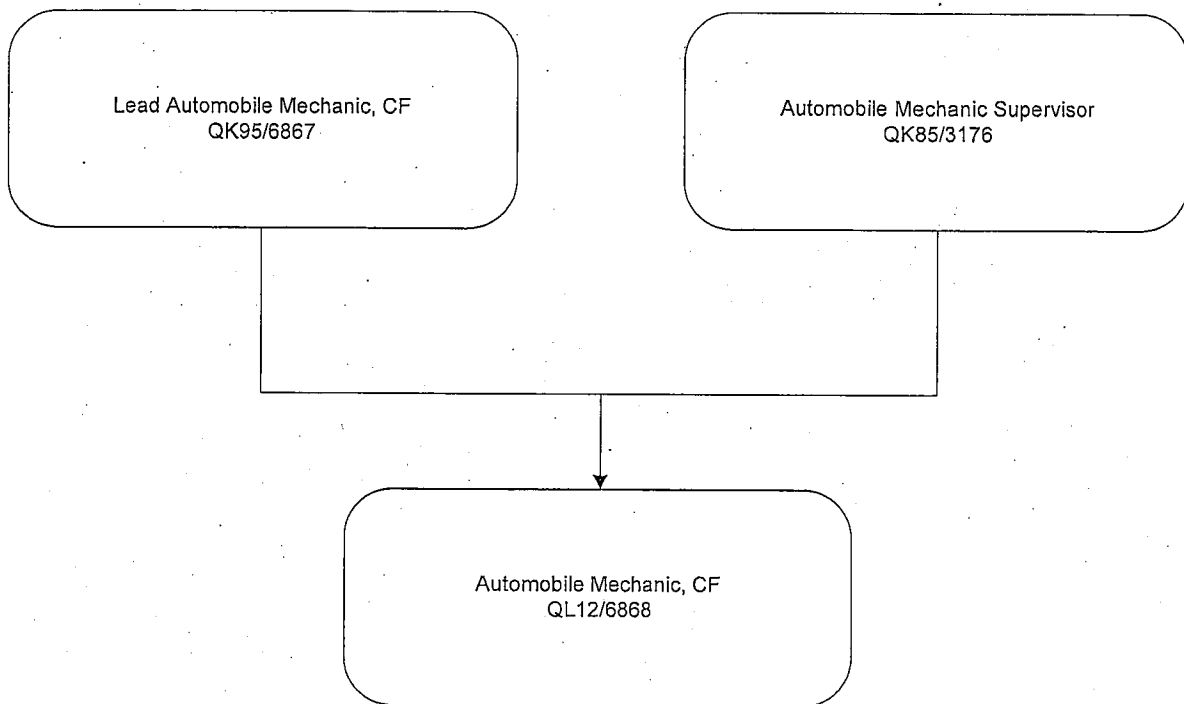 Lead Automobile Mechanic, CF
QK95/6867
Automobile Mechanic Supervisor
QK85/3176
Automobile Mechanic, CF
QL12/6868